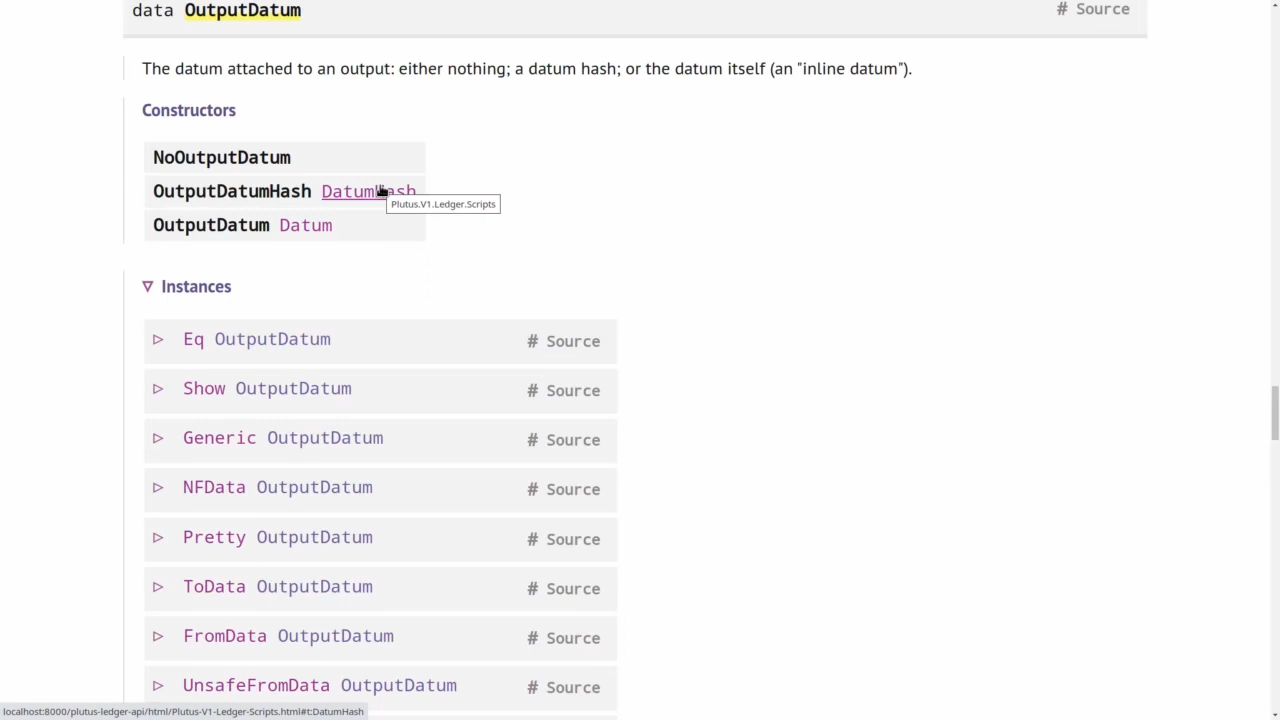 data OutputDatum # Source
The datum attached to an output: either nothing; a datum hash; or the datum itself (an "inline datum").
Constructors
NoOutputDatum
OutputDatumHash DatumHash
Plutus.V1.Ledger.Scripts
OutputDatum Datum
▽ Instances
▷ Eq OutputDatum # Source
▷ Show OutputDatum # Source
▷ Generic OutputDatum # Source
▷ NFData OutputDatum # Source
▷ Pretty OutputDatum # Source
▷ ToData OutputDatum # Source
▷ FromData OutputDatum # Source
▷ UnsafeFromData OutputDatum # Source
localhost:8000/plutus-ledger-api/html/Plutus-V1-Ledger-Scripts.html#t:DatumHash